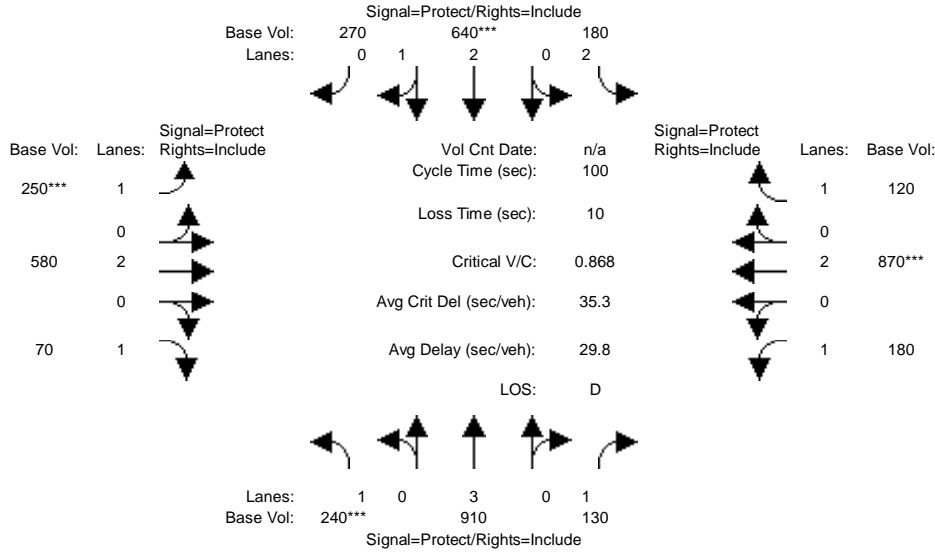 Signal=Protect/Rights=Include
Base Vol: 270 640*** 180
Lanes: 0 1 2 0 2
Signal=Protect
Rights=Include
Base Vol: Lanes:
250*** 1
0
580 2
0
70 1
Vol Cnt Date: n/a
Cycle Time (sec): 100
Loss Time (sec): 10
Critical V/C: 0.868
Avg Crit Del (sec/veh): 35.3
Avg Delay (sec/veh): 29.8
LOS: D
Signal=Protect
Rights=Include
Lanes: Base Vol:
1 120
0
2 870***
0
1 180
Lanes: 1 0 3 0 1
Base Vol: 240*** 910 130
Signal=Protect/Rights=Include